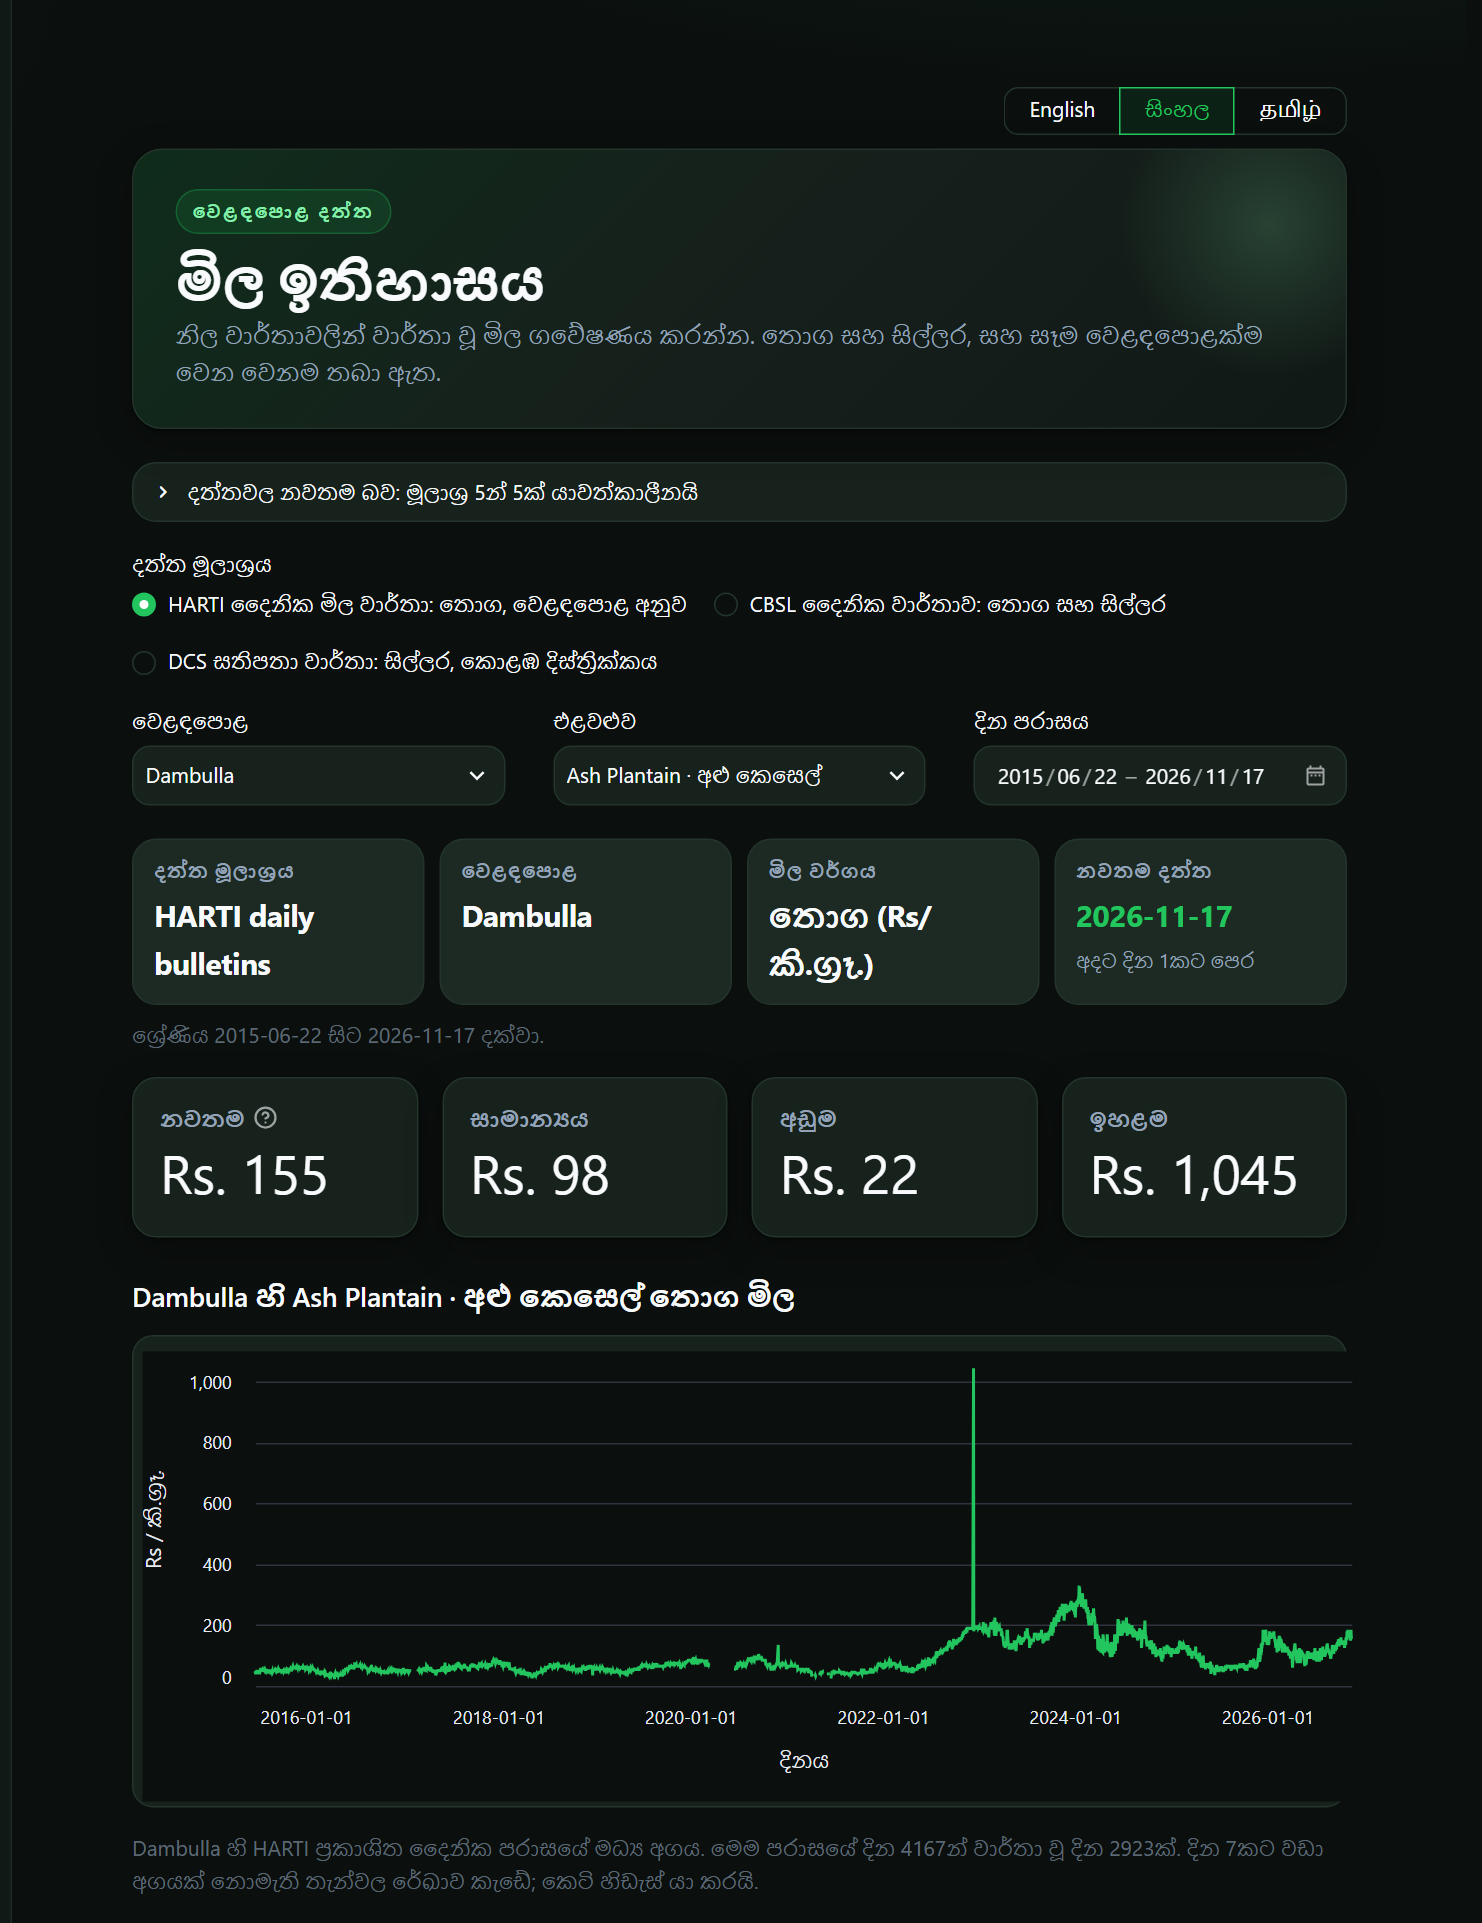 English සිංහල தமிழ்
වෙළඳපොළ දත්ත
මිල ඉතිහාසය
නිල වාර්තාවලින් වාර්තා වූ මිල ගවේෂණය කරන්න. තොග සහ සිල්ලර, සහ සෑම වෙළඳපොළක්ම
වෙන වෙනම තබා ඇත.
දත්තවල නවතම බව: මූලාශ්‍ර 5න් 5ක් යාවත්කාලීනයි
දත්ත මූලාශ්‍රය
HARTI දෛනික මිල වාර්තා: තොග, වෙළඳපොළ අනුව CBSL දෛනික වාර්තාව: තොග සහ සිල්ලර
DCS සතිපතා වාර්තා: සිල්ලර, කොළඹ දිස්ත්‍රික්කය
වෙළඳපොළ එළවළුව දින පරාසය
Dambulla Ash Plantain · අළු කෙසෙල් 2015/06/22 – 2026/11/17
දත්ත මූලාශ්‍රය වෙළඳපොළ මිල වර්ගය නවතම දත්ත
HARTI daily Dambulla තොග (Rs/ 2026-11-17
bulletins කි.ග්‍රෑ.) අදට දින 1කට පෙර
ශ්‍රේණිය 2015-06-22 සිට 2026-11-17 දක්වා.
නවතම සාමාන්‍යය අඩුම ඉහළම
Rs. 155 Rs. 98 Rs. 22 Rs. 1,045
Dambulla හි Ash Plantain · අළු කෙසෙල් තොග මිල
1,000
800
600
400
200
0
Rs / කි.ග්‍රෑ.
2016-01-01 2018-01-01 2020-01-01 2022-01-01 2024-01-01 2026-01-01
දිනය
Dambulla හි HARTI ප්‍රකාශිත දෛනික පරාසයේ මධ්‍ය අගය. මෙම පරාසයේ දින 4167න් වාර්තා වූ දින 2923ක්. දින 7කට වඩා
අගයක් නොමැති තැන්වල රේඛාව කැඩේ; කෙටි හිඩැස් යා කරයි.